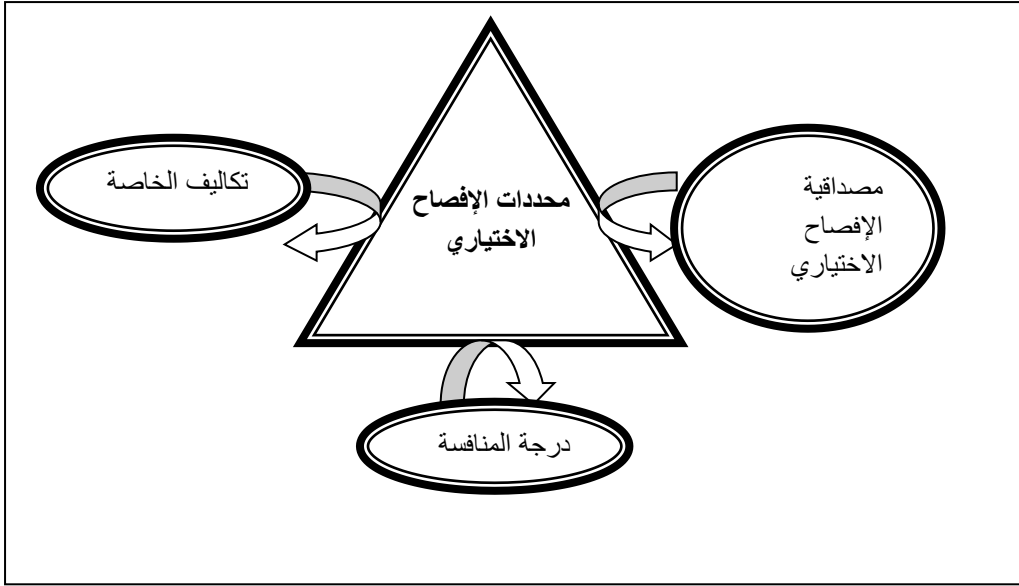 محددات الإفصاح
الاختياري
مصداقية
الإفصاح
الاختياري
تكاليف الخاصة
درجة المنافسة